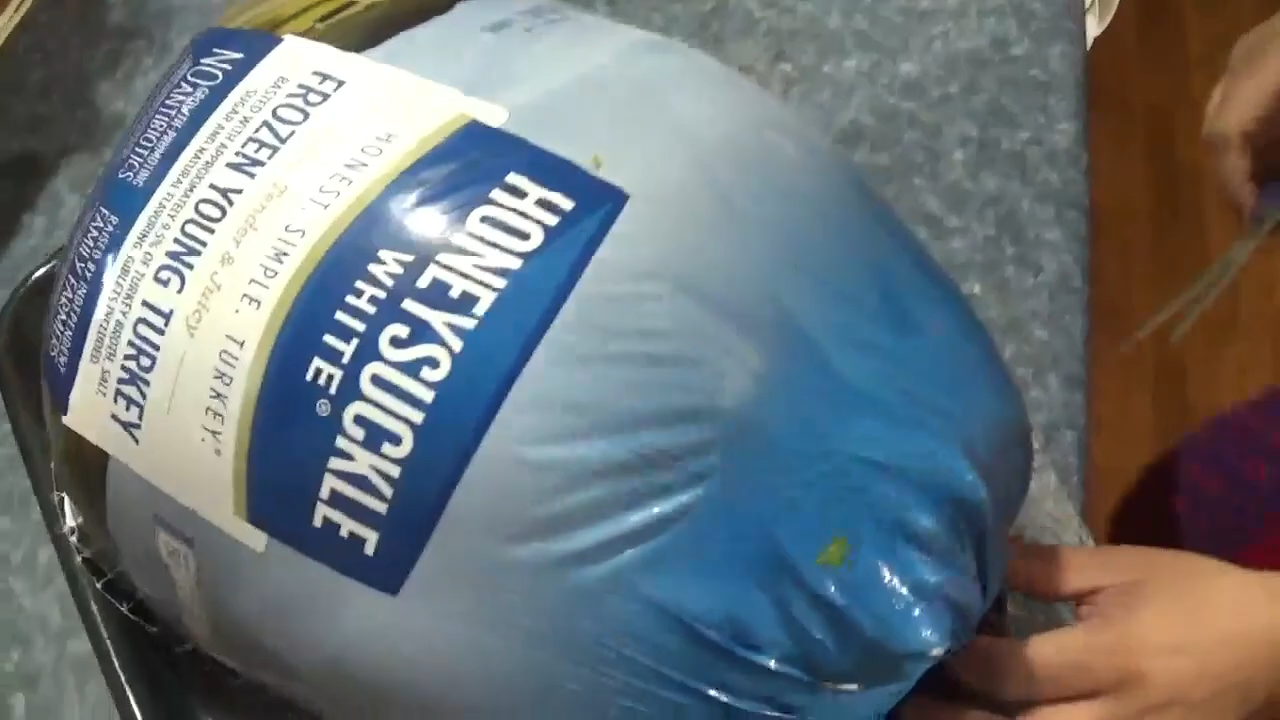 HONEYSUCKLE
WHITE®
HONEST. SIMPLE. TURKEY.®
Tender & Juicy
FROZEN YOUNG TURKEY
BASTED WITH APPROXIMATELY 9.5% OF TURKEY BROTH, SALT,
SUGAR AND NATURAL FLAVORING. GIBLETS INCLUDED.
NO GROWTH-PROMOTING
ANTIBIOTICS
RAISED BY INDEPENDENT
FAMILY FARMERS